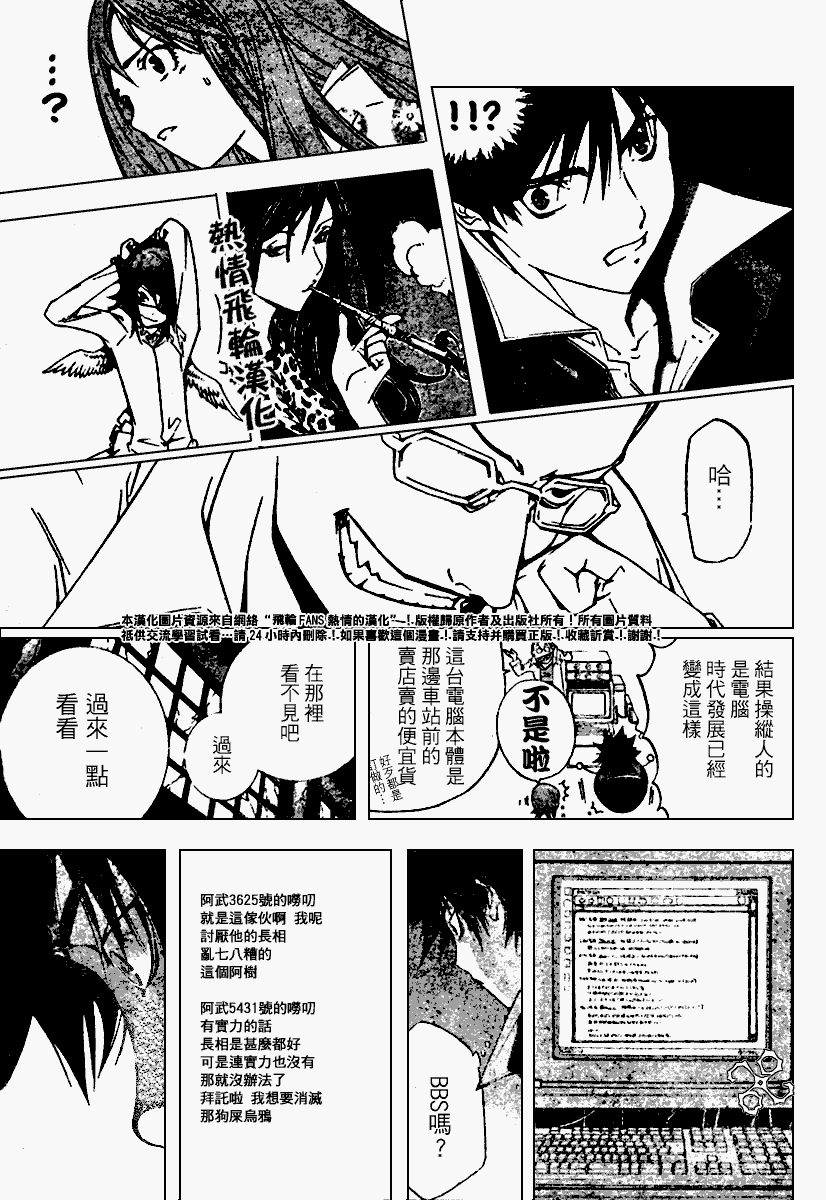 …?
!!?
熱情飛輪漢化
哈…
本漢化圖片資源來自網絡“飛輪FANS熱情的漢化”！版權歸原作者及出版社所有！所有圖片質料
祇供交流學習試看…請24小時內刪除！如果喜歡這個漫畫！請支持并購買正版！收藏訢賞！謝謝！
結果操縱人的
是電腦
時代發展已經
變成這樣
不是啦
這台電腦本體是
那邊車站前的
賣店賣的便宜貨
好歹都是
訂做的…
在那裡
看不見吧
過來
過來一點
看看
BBS嗎？
阿武3625號的嘮叨
就是這傢伙啊 我呢
討厭他的長相
亂七八糟的
這個阿樹
阿武5431號的嘮叨
有實力的話
長相是甚麼都好
可是連實力也沒有
那就沒辦法了
拜託啦 我想要消滅
那狗屎烏鴉